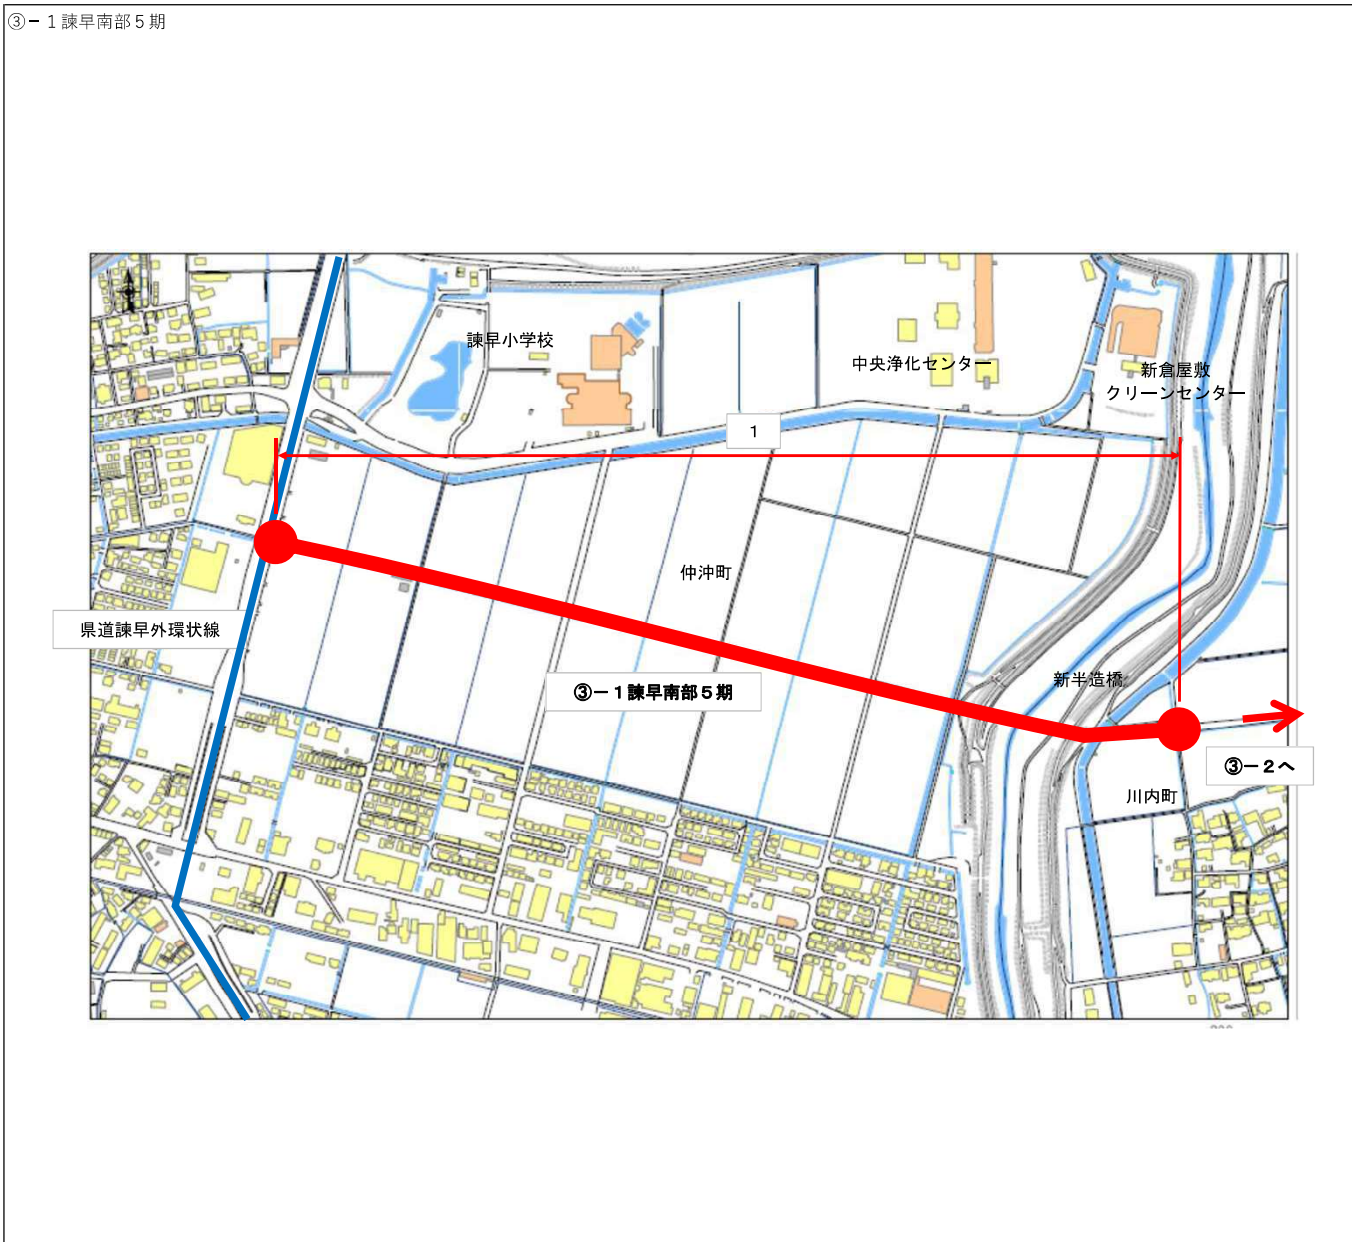 ③－１諫早南部５期
諫早小学校
中央浄化センター
新倉屋敷
クリーンセンター
1
仲沖町
県道諫早外環状線
③－１諫早南部５期
新半造橋
③－２へ
川内町